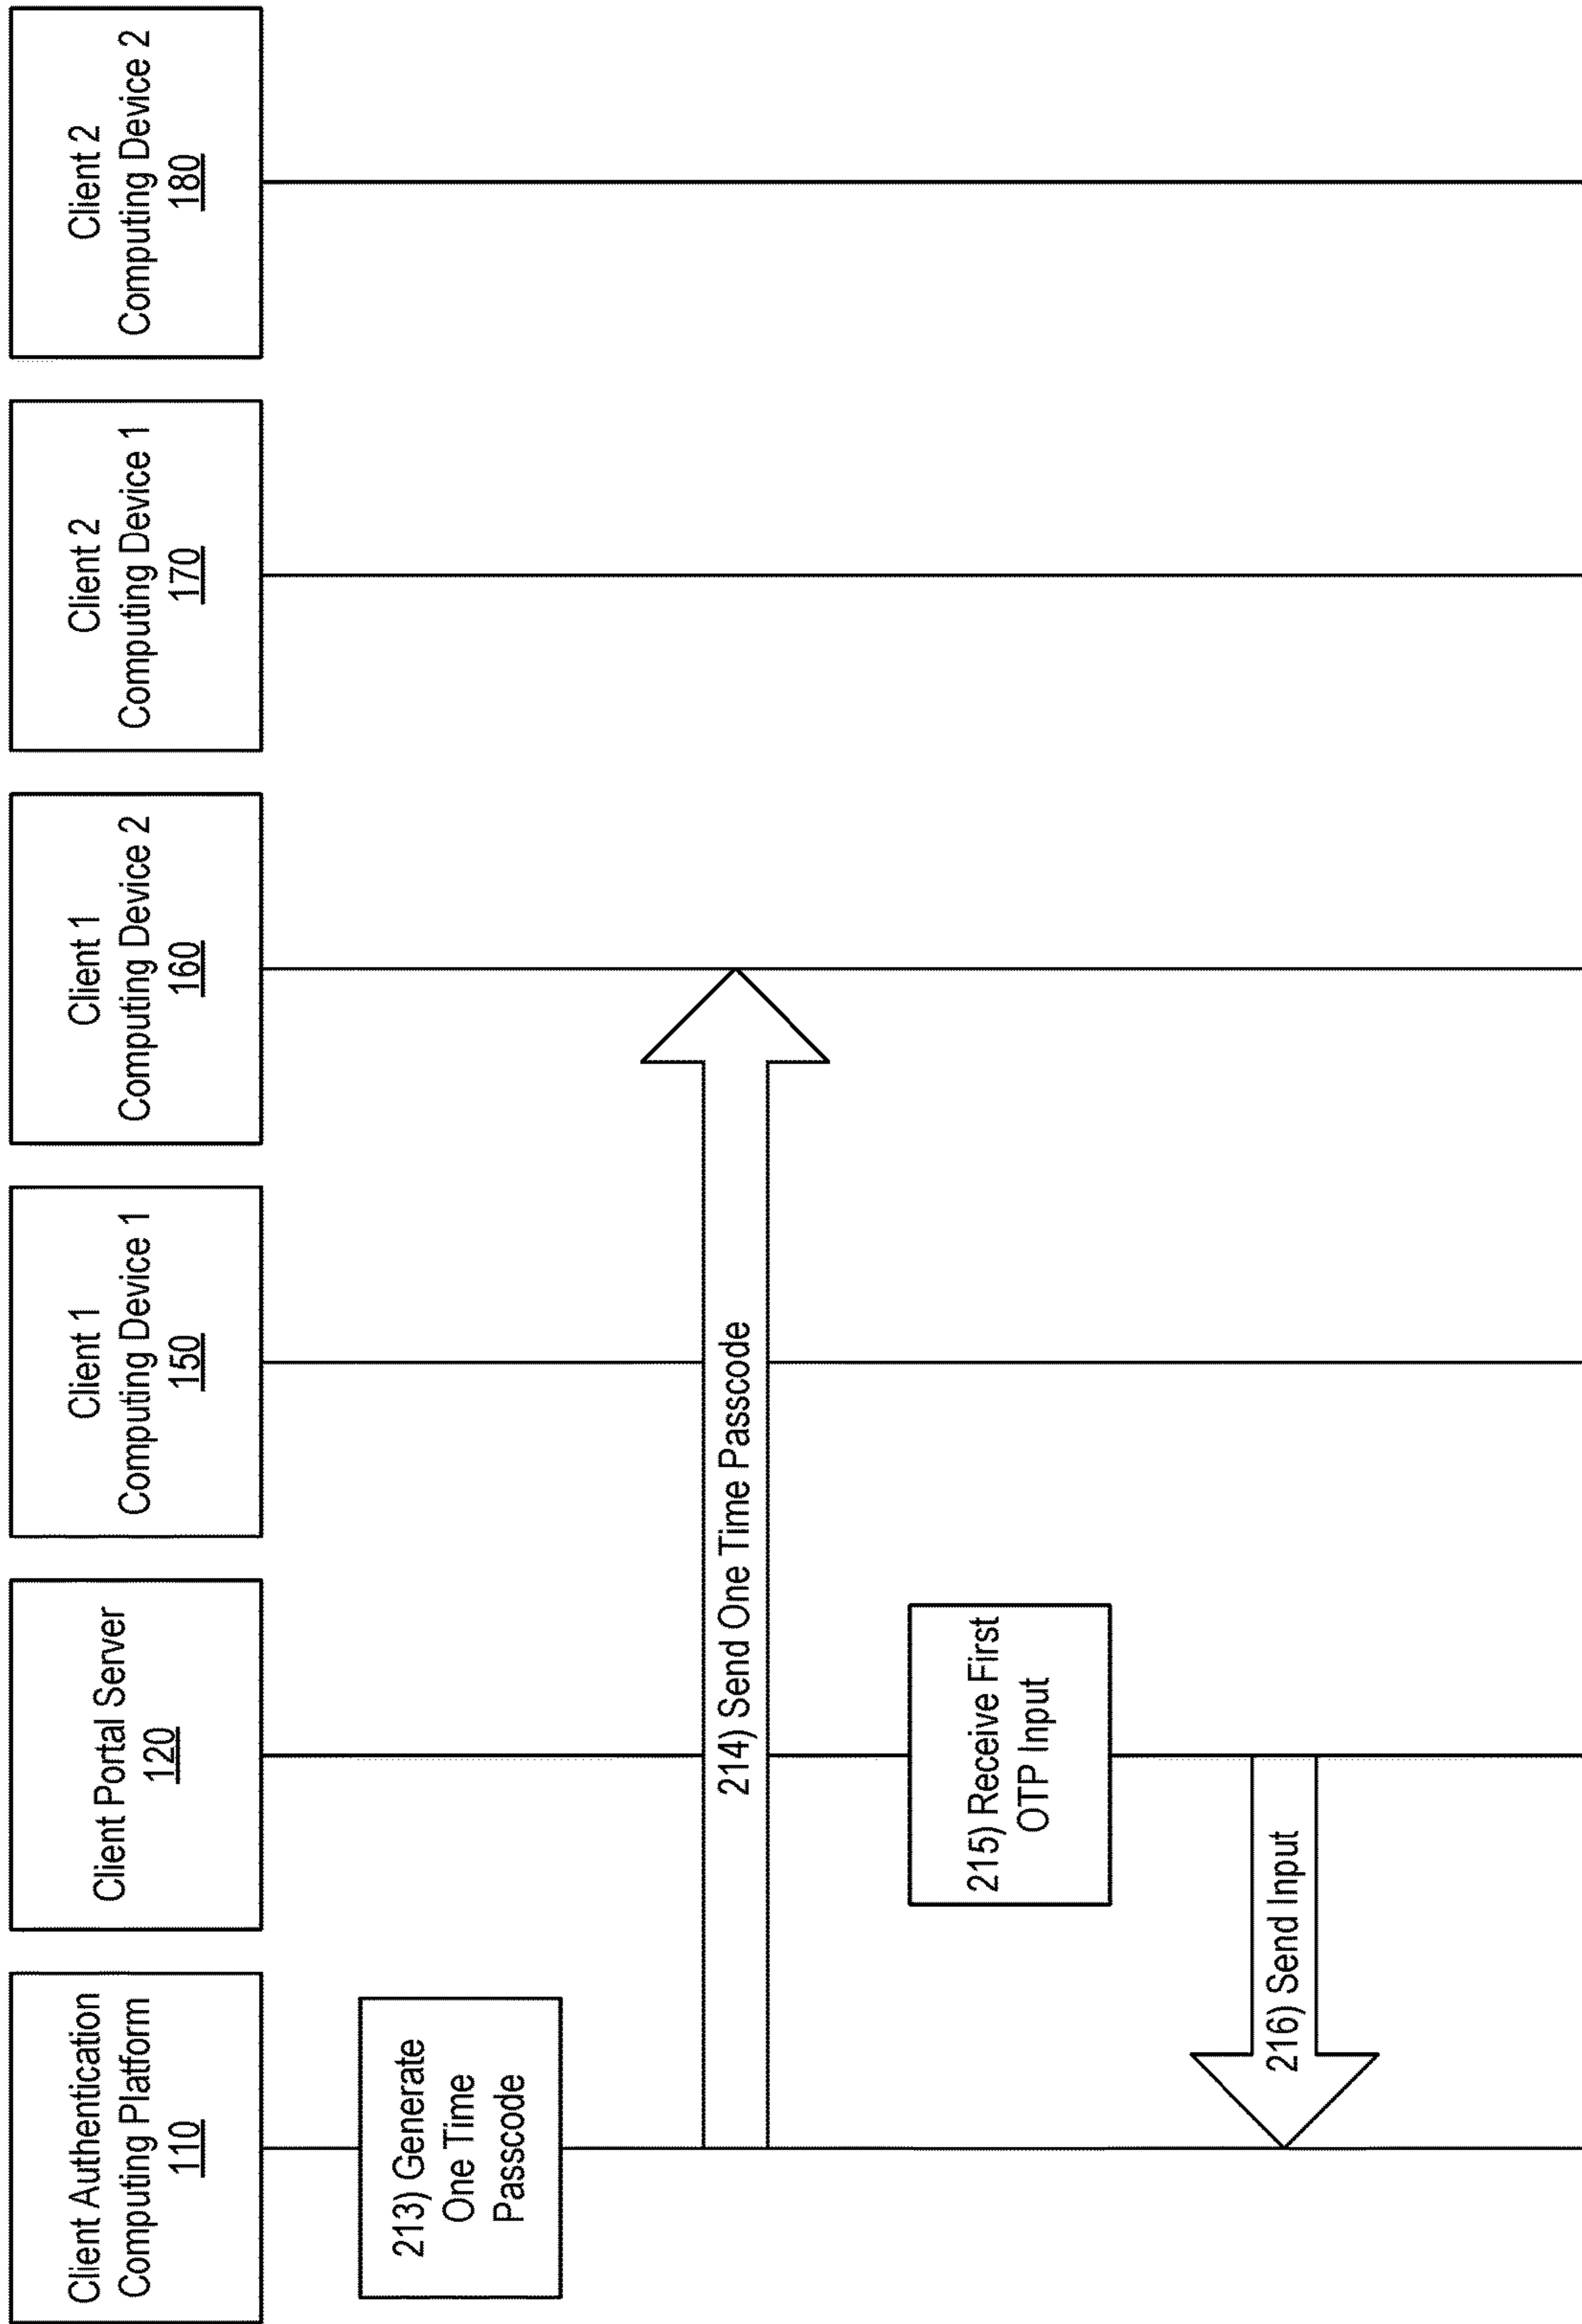 Client Authentication
Computing Platform
110
Client Portal Server
120
Client 1
Computing Device 1
150
Client 1
Computing Device 2
160
Client 2
Computing Device 1
170
Client 2
Computing Device 2
180
213) Generate
One Time
Passcode
214) Send One Time Passcode
215) Receive First
OTP Input
216) Send Input